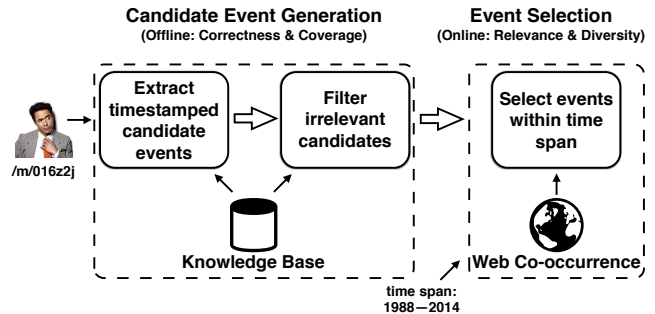 Candidate Event Generation
(Offline: Correctness & Coverage)
Event Selection
(Online: Relevance & Diversity)
Extract
timestamped
candidate
events
Filter
irrelevant
candidates
Select events
within time
span
/m/016z2j
Knowledge Base
Web Co-occurrence
time span:
1988—2014